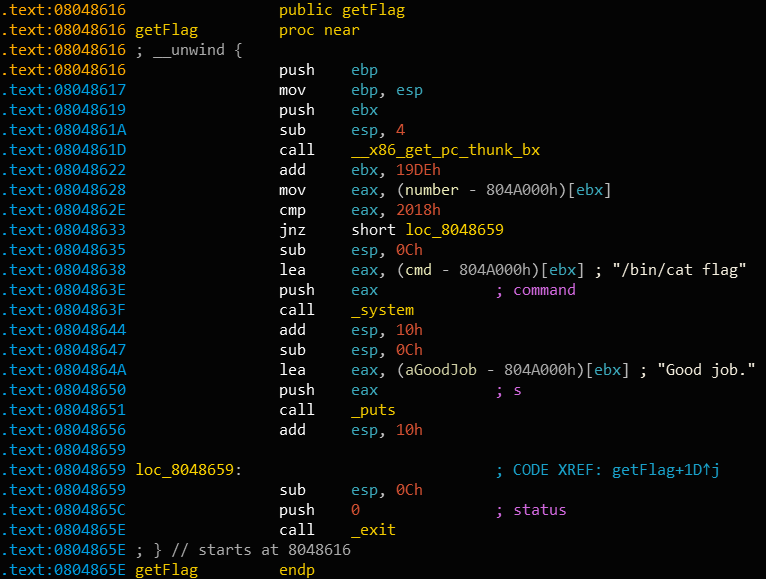 .text:08048616                 public getFlag
.text:08048616 getFlag         proc near
.text:08048616 ; __unwind {
.text:08048616                 push    ebp
.text:08048617                 mov     ebp, esp
.text:08048619                 push    ebx
.text:0804861A                 sub     esp, 4
.text:0804861D                 call    __x86_get_pc_thunk_bx
.text:08048622                 add     ebx, 19DEh
.text:08048628                 mov     eax, (number - 804A000h)[ebx]
.text:0804862E                 cmp     eax, 2018h
.text:08048633                 jnz     short loc_8048659
.text:08048635                 sub     esp, 0Ch
.text:08048638                 lea     eax, (cmd - 804A000h)[ebx] ; "/bin/cat flag"
.text:0804863E                 push    eax             ; command
.text:0804863F                 call    _system
.text:08048644                 add     esp, 10h
.text:08048647                 sub     esp, 0Ch
.text:0804864A                 lea     eax, (aGoodJob - 804A000h)[ebx] ; "Good job."
.text:08048650                 push    eax             ; s
.text:08048651                 call    _puts
.text:08048656                 add     esp, 10h
.text:08048659
.text:08048659 loc_8048659:                            ; CODE XREF: getFlag+1D↑j
.text:08048659                 sub     esp, 0Ch
.text:0804865C                 push    0               ; status
.text:0804865E                 call    _exit
.text:0804865E ; } // starts at 8048616
.text:0804865E getFlag         endp